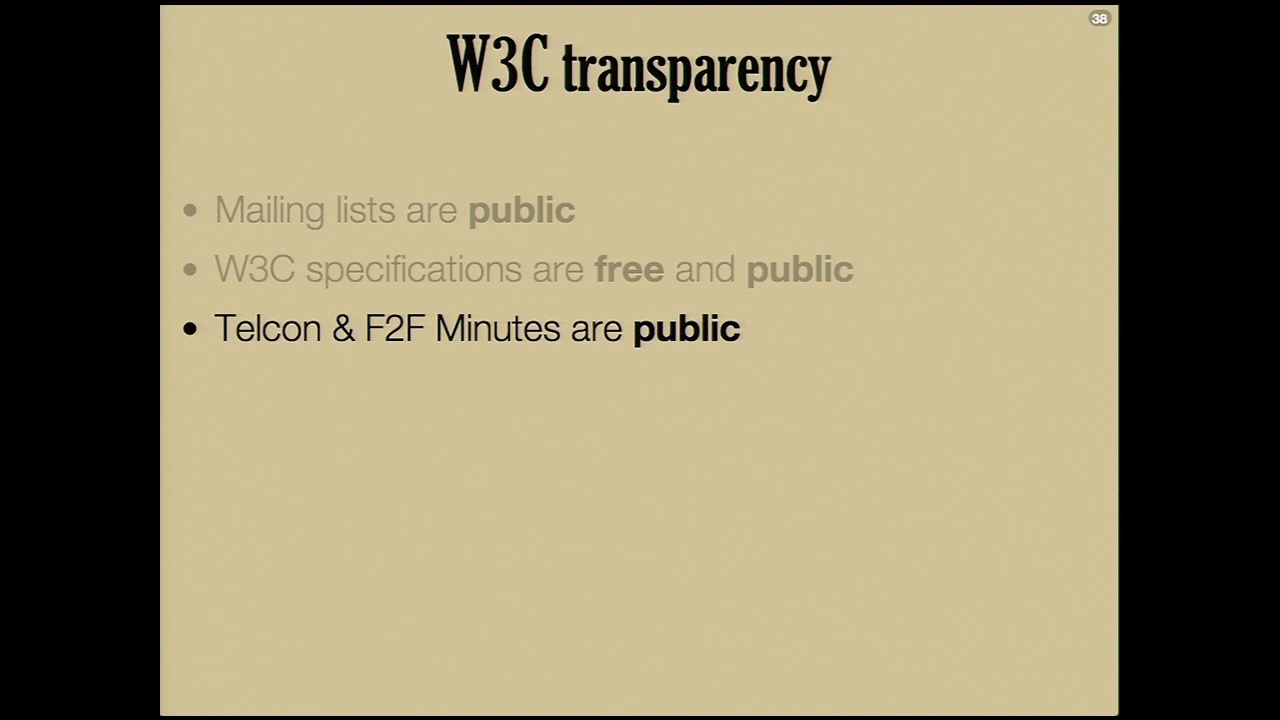 38
W3C transparency
• Mailing lists are public
• W3C specifications are free and public
• Telcon & F2F Minutes are public